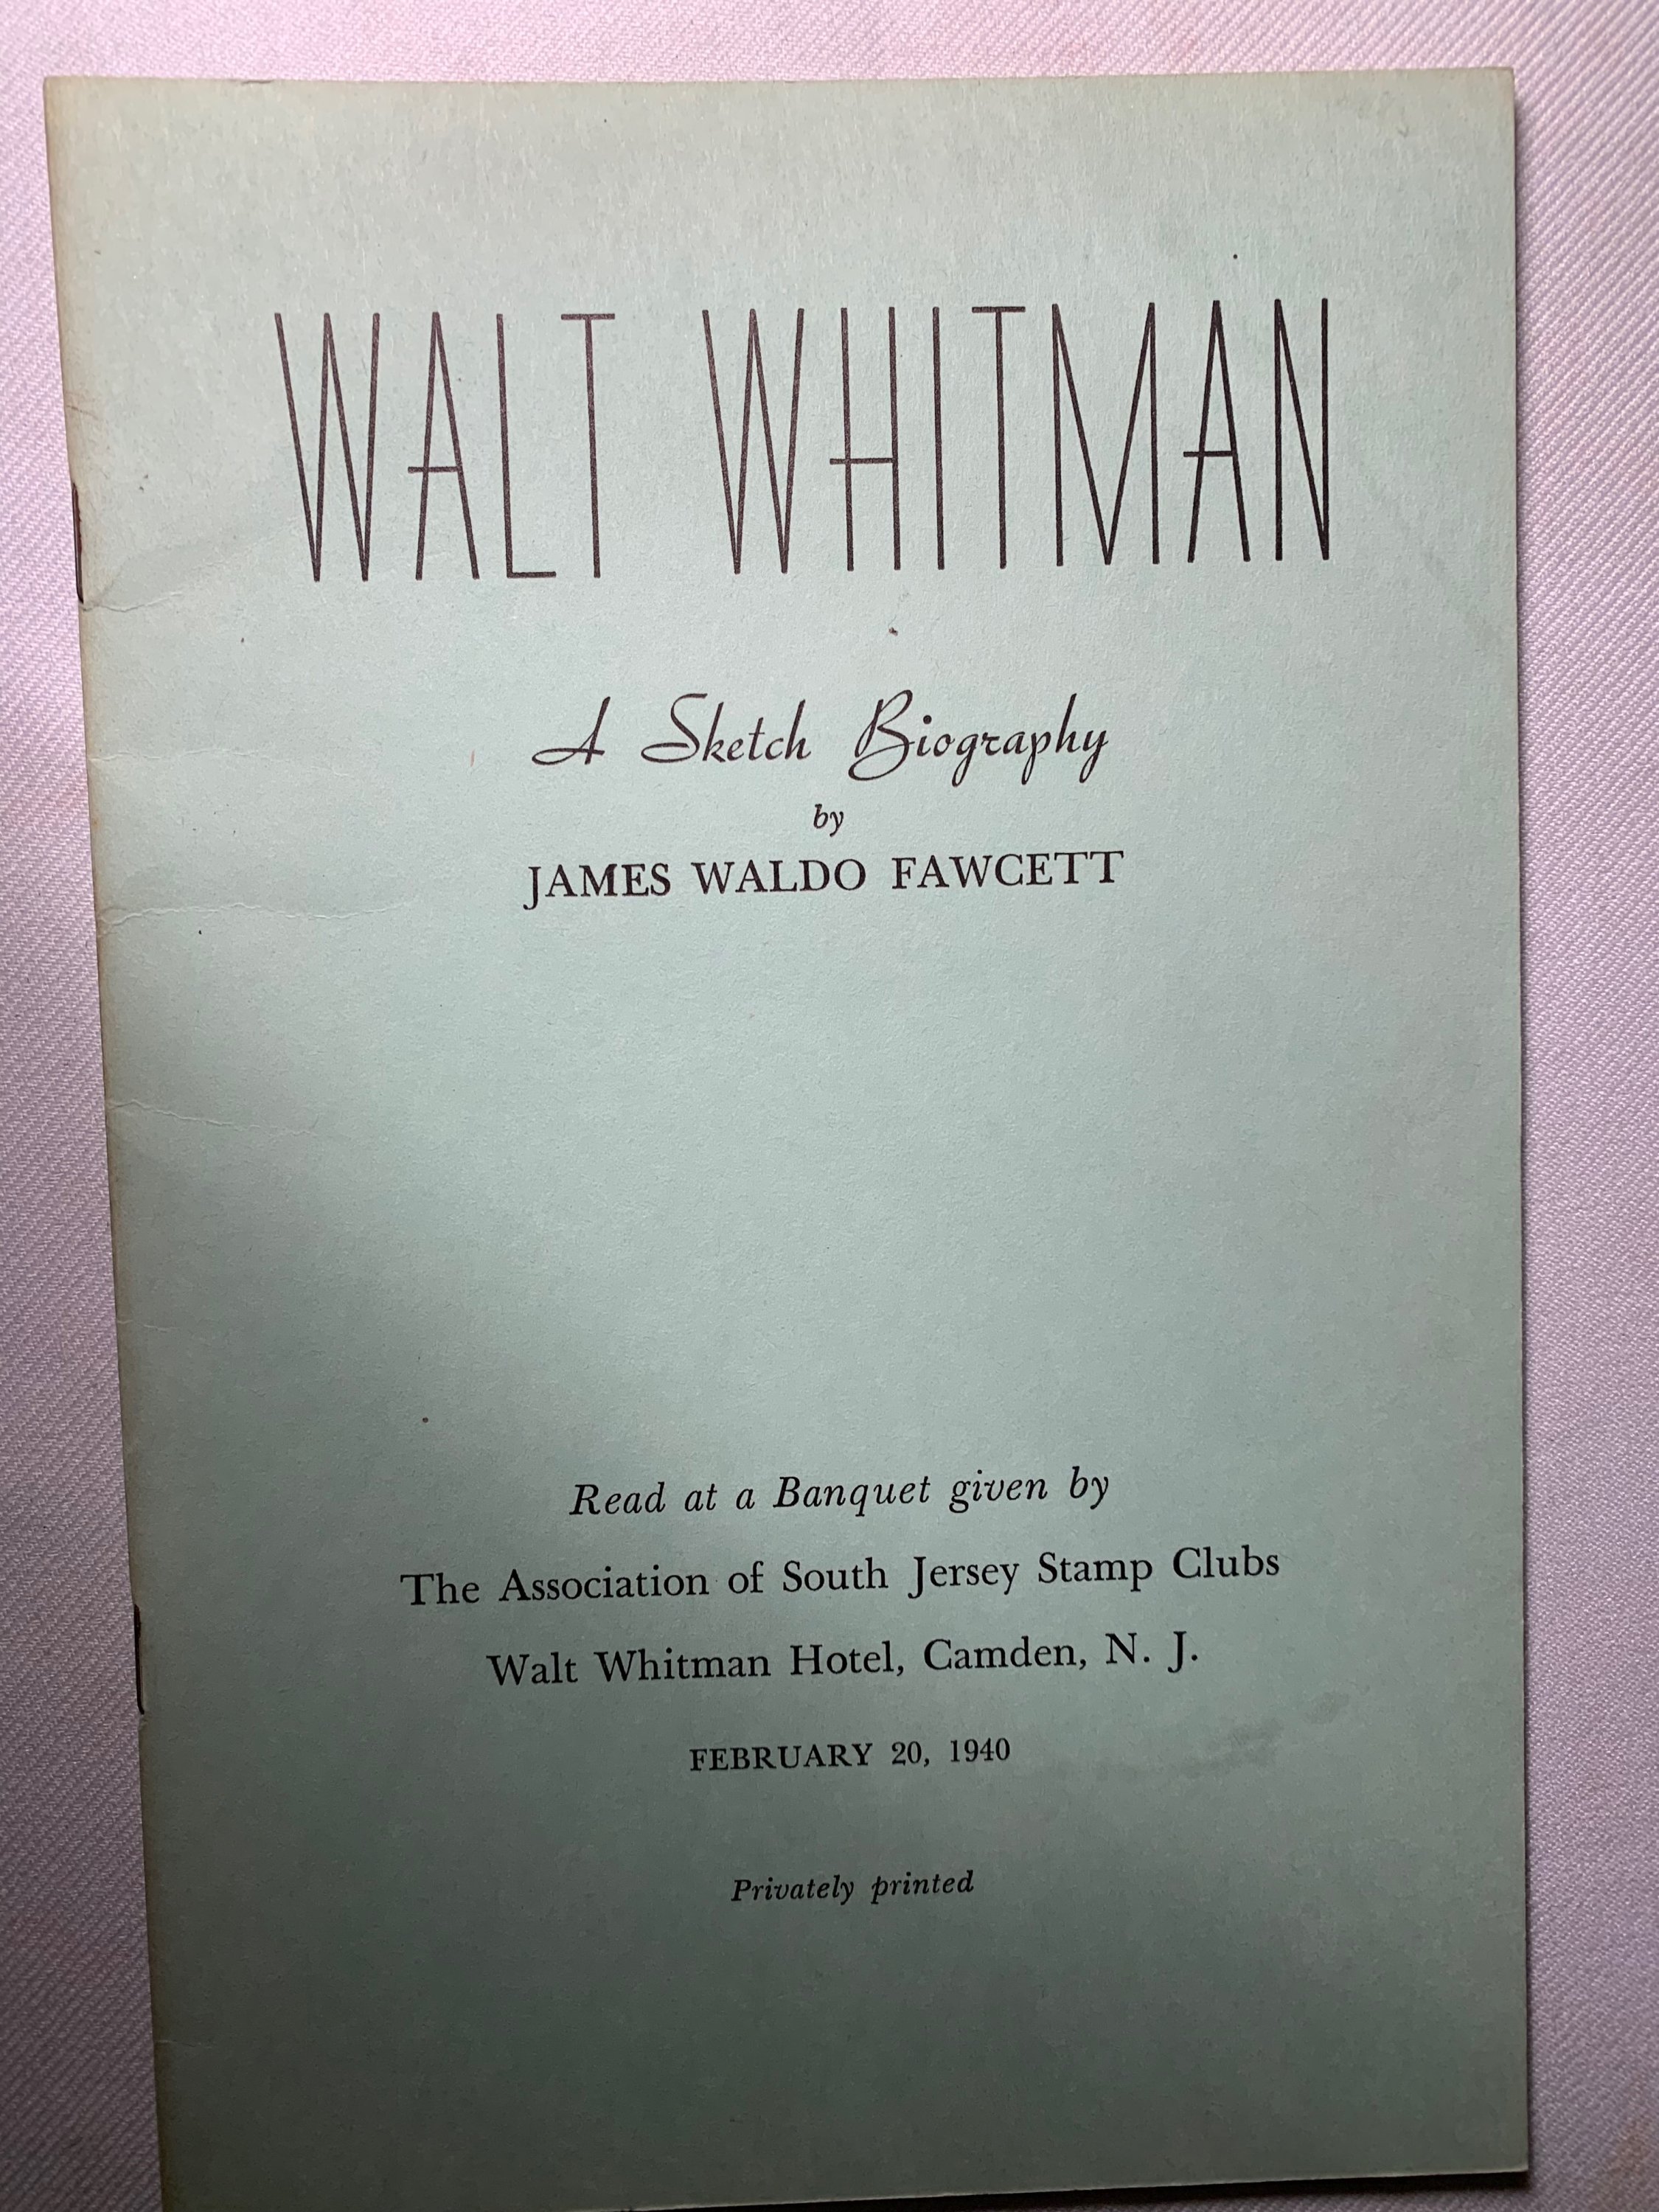 WALT WHITMAN
A Sketch Biography
by
JAMES WALDO FAWCETT
Read at a Banquet given by
The Association of South Jersey Stamp Clubs
Walt Whitman Hotel, Camden, N. J.
FEBRUARY 20, 1940
Privately printed